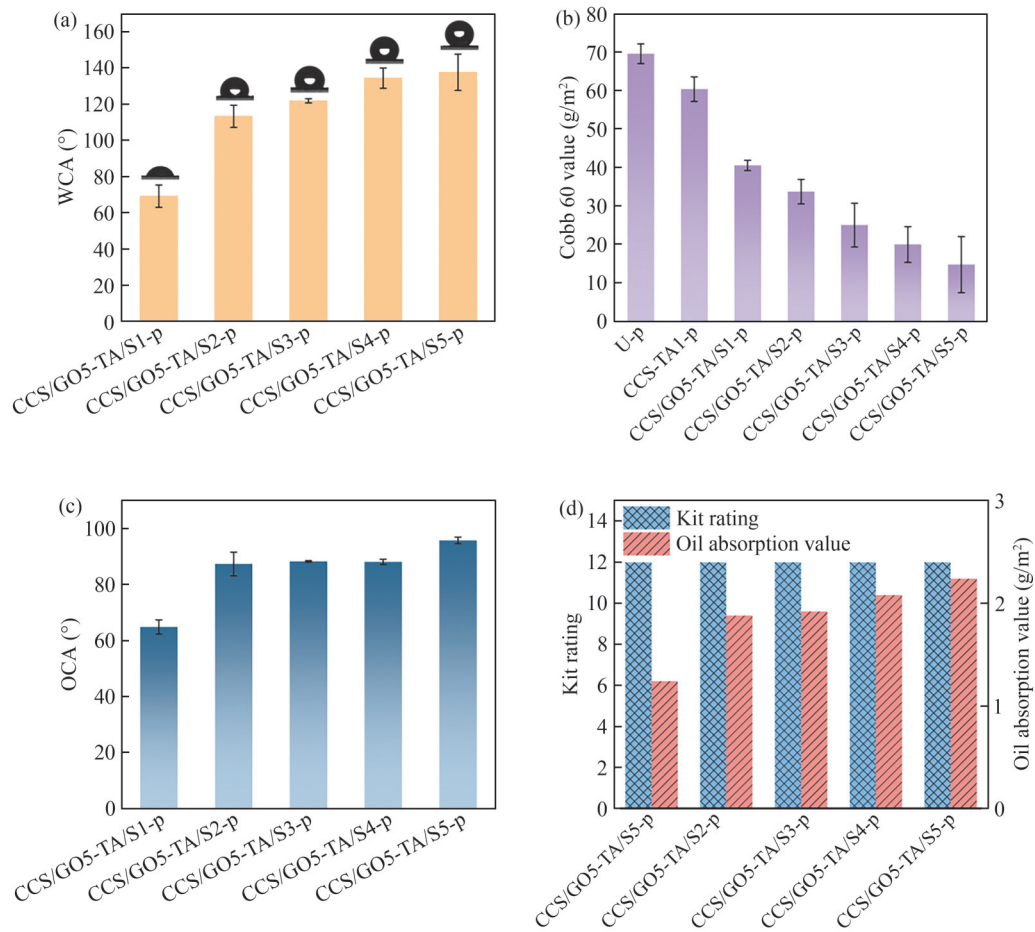 (a)
160
140
120
100
80
60
40
20
0
WCA (°)
CCS/GO5-TA/S1-p
CCS/GO5-TA/S2-p
CCS/GO5-TA/S3-p
CCS/GO5-TA/S4-p
CCS/GO5-TA/S5-p
(b)
80
70
60
50
40
30
20
10
0
Cobb 60 value (g/m²)
U-p
CCS-TA1-p
CCS/GO5-TA/S1-p
CCS/GO5-TA/S2-p
CCS/GO5-TA/S3-p
CCS/GO5-TA/S4-p
CCS/GO5-TA/S5-p
(c)
100
80
60
40
20
0
OCA (°)
CCS/GO5-TA/S1-p
CCS/GO5-TA/S2-p
CCS/GO5-TA/S3-p
CCS/GO5-TA/S4-p
CCS/GO5-TA/S5-p
(d)
Kit rating
Oil absorption value
14
12
10
8
6
4
2
0
Kit rating
3
2
1
0
Oil absorption value (g/m²)
CCS/GO5-TA/S5-p
CCS/GO5-TA/S2-p
CCS/GO5-TA/S3-p
CCS/GO5-TA/S4-p
CCS/GO5-TA/S5-p